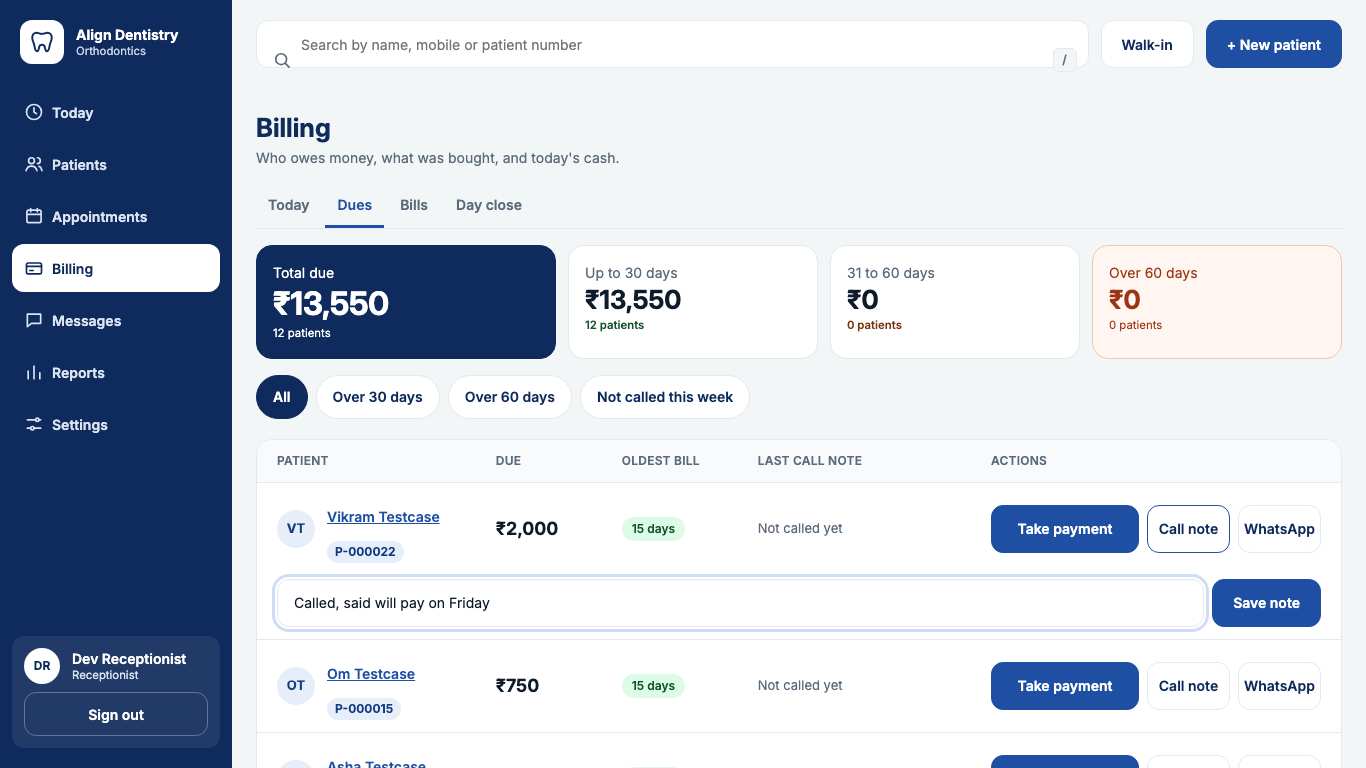 Align Dentistry
Orthodontics
Today
Patients
Appointments
Billing
Messages
Reports
Settings
DR
Dev Receptionist
Receptionist
Sign out
Search by name, mobile or patient number
/
Walk-in
+ New patient
Billing
Who owes money, what was bought, and today's cash.
Today Dues Bills Day close
Total due
₹13,550
12 patients
Up to 30 days
₹13,550
12 patients
31 to 60 days
₹0
0 patients
Over 60 days
₹0
0 patients
All Over 30 days Over 60 days Not called this week
PATIENT DUE OLDEST BILL LAST CALL NOTE ACTIONS
VT Vikram Testcase ₹2,000 15 days Not called yet Take payment Call note WhatsApp
P-000022
Called, said will pay on Friday Save note
OT Om Testcase ₹750 15 days Not called yet Take payment Call note WhatsApp
P-000015
Asha Testcase